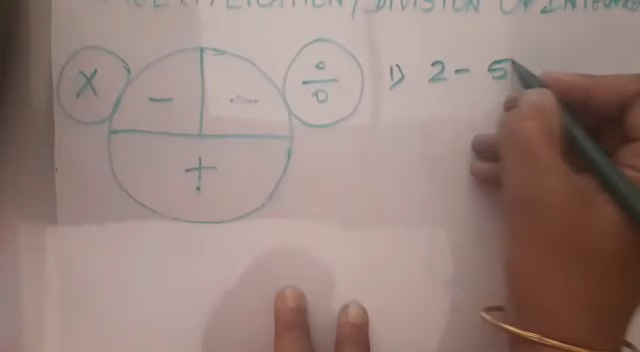 MULTIPLICATION/DIVISION OF INTEGERS
X
-
-
÷
+
1) 2 - 5